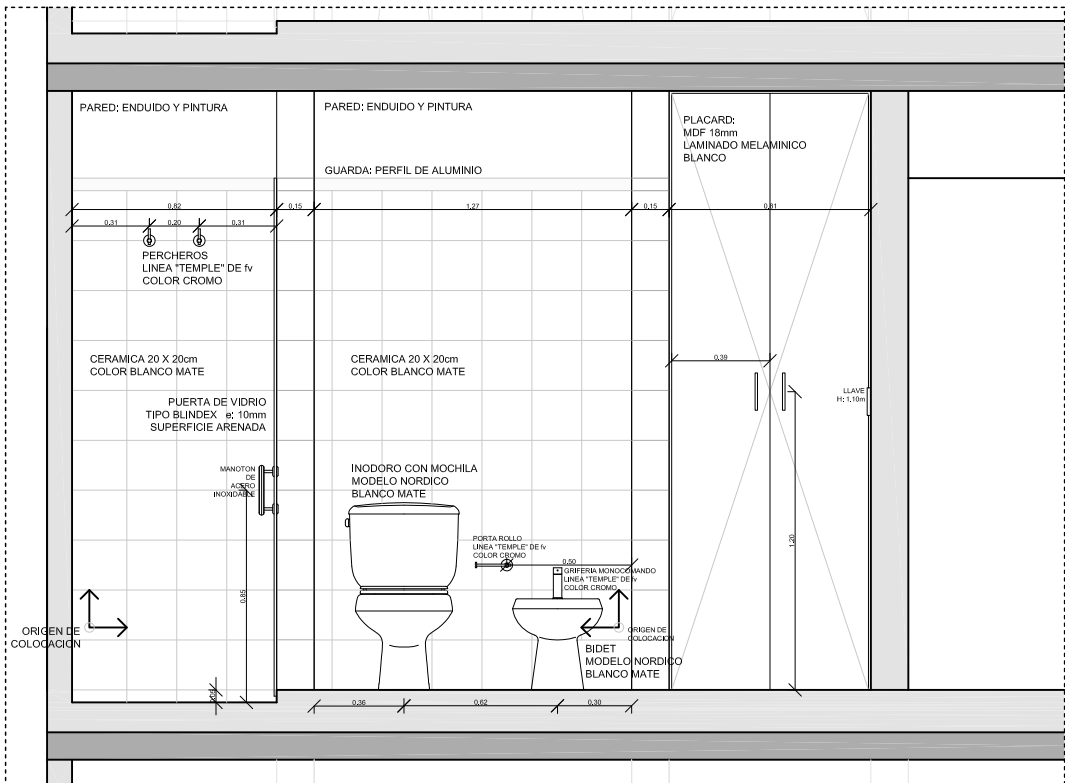 PARED: ENDUIDO Y PINTURA
PARED: ENDUIDO Y PINTURA
PLACARD:
MDF 18mm
LAMINADO MELAMINICO
BLANCO
GUARDA: PERFIL DE ALUMINIO
0,82
0,15
1,27
0,15
0,81
0,31
0,20
0,31
PERCHEROS
LINEA "TEMPLE" DE fv
COLOR CROMO
CERAMICA 20 X 20cm
COLOR BLANCO MATE
CERAMICA 20 X 20cm
COLOR BLANCO MATE
0,39
PUERTA DE VIDRIO
TIPO BLINDEX e: 10mm
SUPERFICIE ARENADA
LLAVE
H: 1.10m
MANOTON
DE
ACERO
INOXIDABLE
INODORO CON MOCHILA
MODELO NORDICO
BLANCO MATE
PORTA ROLLO
LINEA "TEMPLE" DE fv
COLOR CROMO
0,50
GRIFERIA MONOCOMANDO
LINEA "TEMPLE" DE fv
COLOR CROMO
1,20
0,85
ORIGEN DE
COLOCACION
ORIGEN DE
COLOCACION
BIDET
MODELO NORDICO
BLANCO MATE
0,36
0,62
0,30